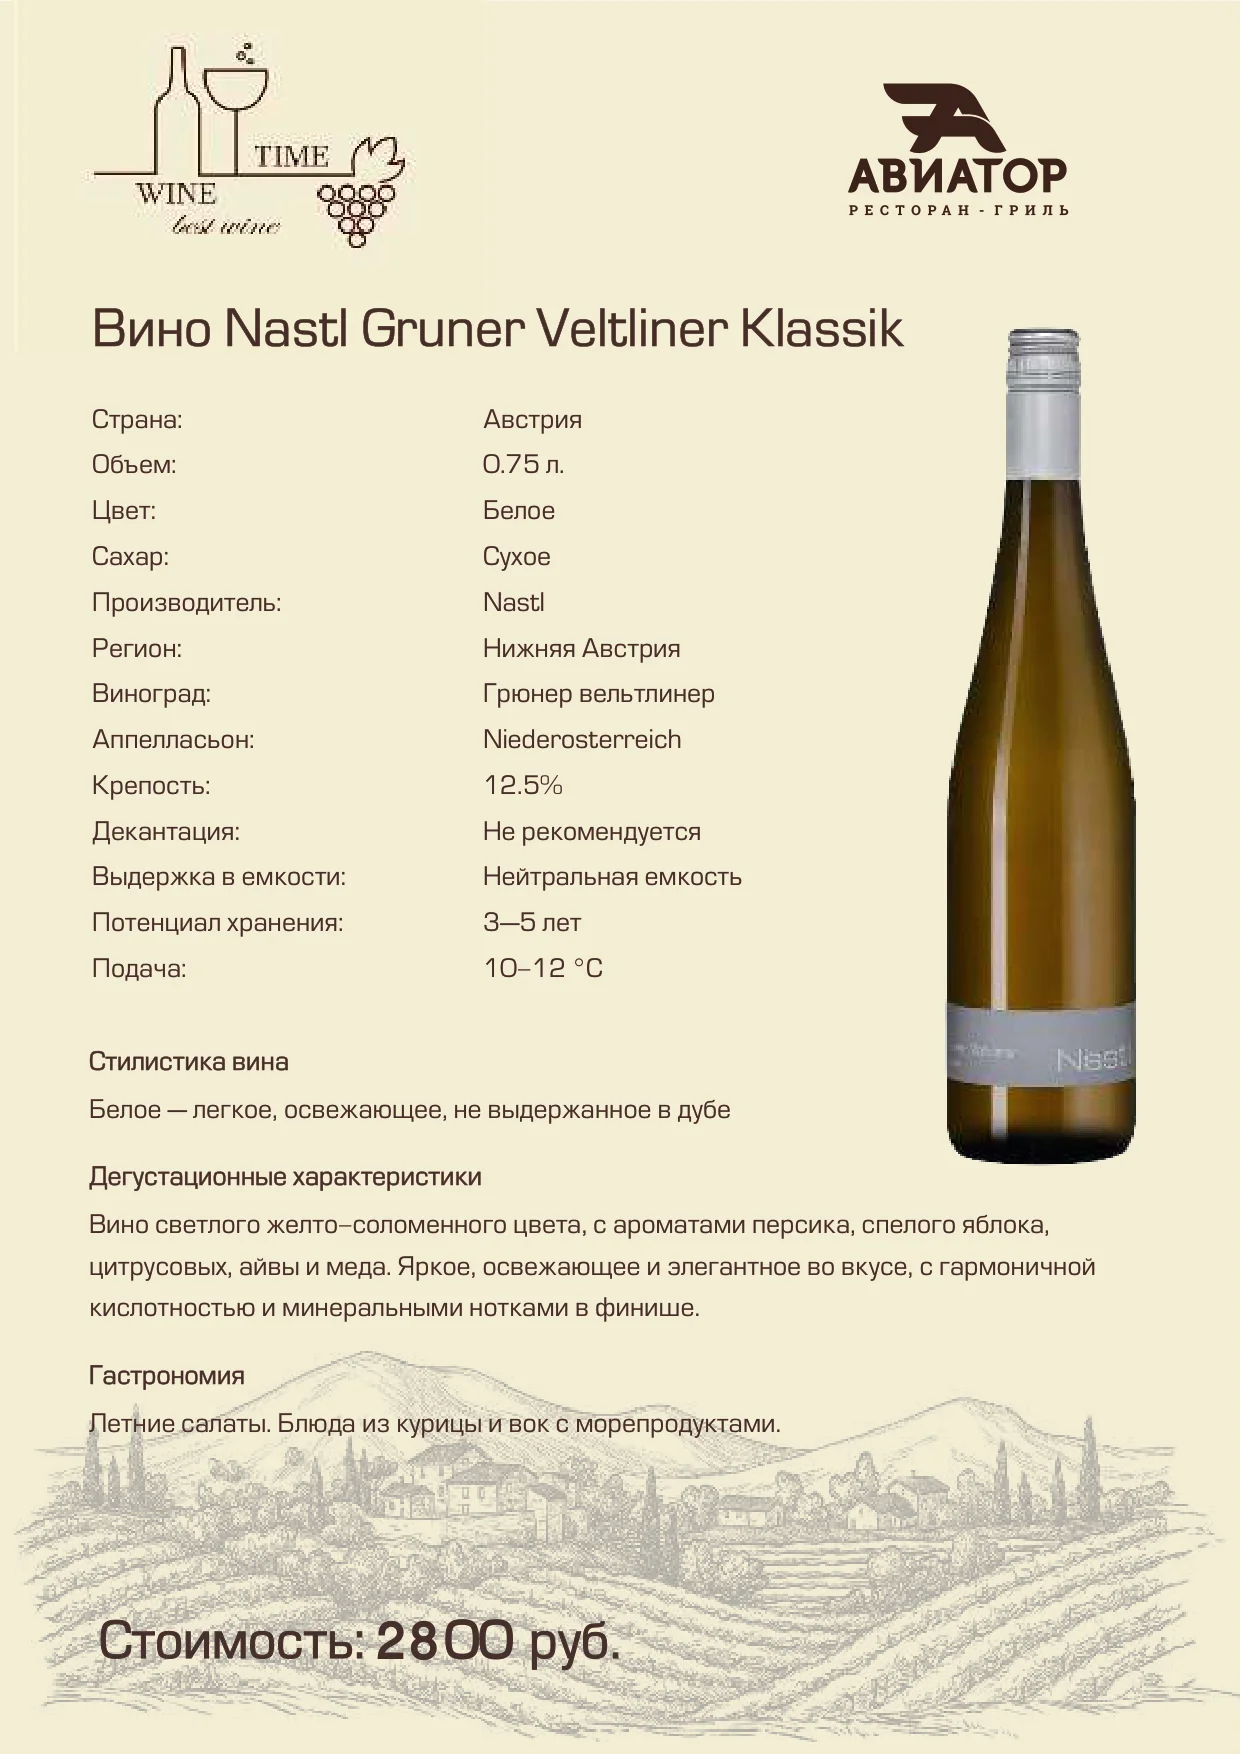 TIME
WINE
best wine
АВИАТОР
РЕСТОРАН - ГРИЛЬ
Вино Nastl Gruner Veltliner Klassik
Страна: Австрия
Объем: 0.75 л.
Цвет: Белое
Сахар: Сухое
Производитель: Nastl
Регион: Нижняя Австрия
Виноград: Грюнер вельтлинер
Аппелласьон: Niederosterreich
Крепость: 12.5%
Декантация: Не рекомендуется
Выдержка в емкости: Нейтральная емкость
Потенциал хранения: 3—5 лет
Подача: 10–12 °C
Nastl
Стилистика вина
Белое — легкое, освежающее, не выдержанное в дубе
Дегустационные характеристики
Вино светлого желто–соломенного цвета, с ароматами персика, спелого яблока,
цитрусовых, айвы и меда. Яркое, освежающее и элегантное во вкусе, с гармоничной
кислотностью и минеральными нотками в финише.
Гастрономия
Летние салаты. Блюда из курицы и вок с морепродуктами.
Стоимость: 2800 руб.